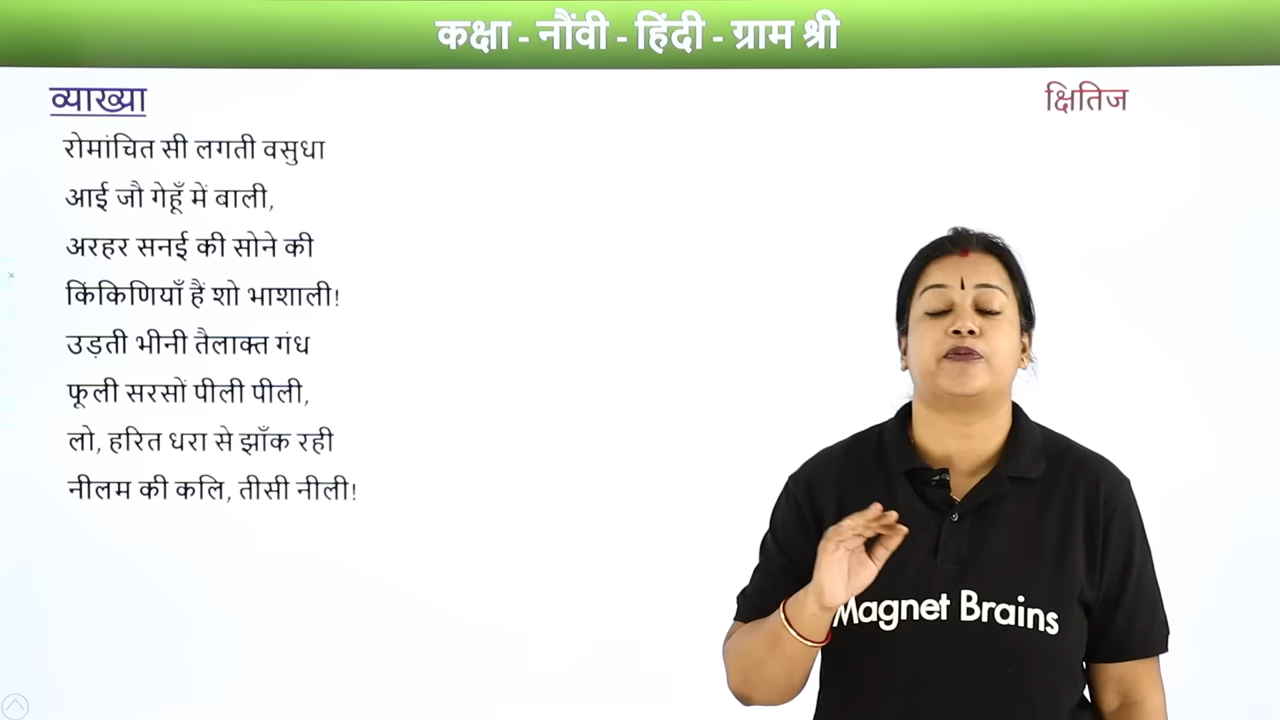 कक्षा - नौंवी - हिंदी - ग्राम श्री
व्याख्या
क्षितिज
रोमांचित सी लगती वसुधा
आई जौ गेहूँ में बाली,
अरहर सनई की सोने की
किंकिणियाँ हैं शो भाशाली!
उड़ती भीनी तैलाक्त गंध
फूली सरसों पीली पीली,
लो, हरित धरा से झाँक रही
नीलम की कलि, तीसी नीली!
Magnet Brains